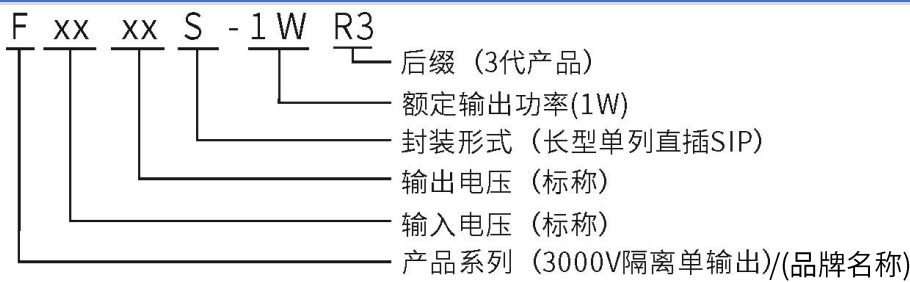 F xx xx S - 1W R3
后缀（3代产品）
额定输出功率(1W)
封装形式（长型单列直插SIP）
输出电压（标称）
输入电压（标称）
产品系列（3000V隔离单输出)/(品牌名称)